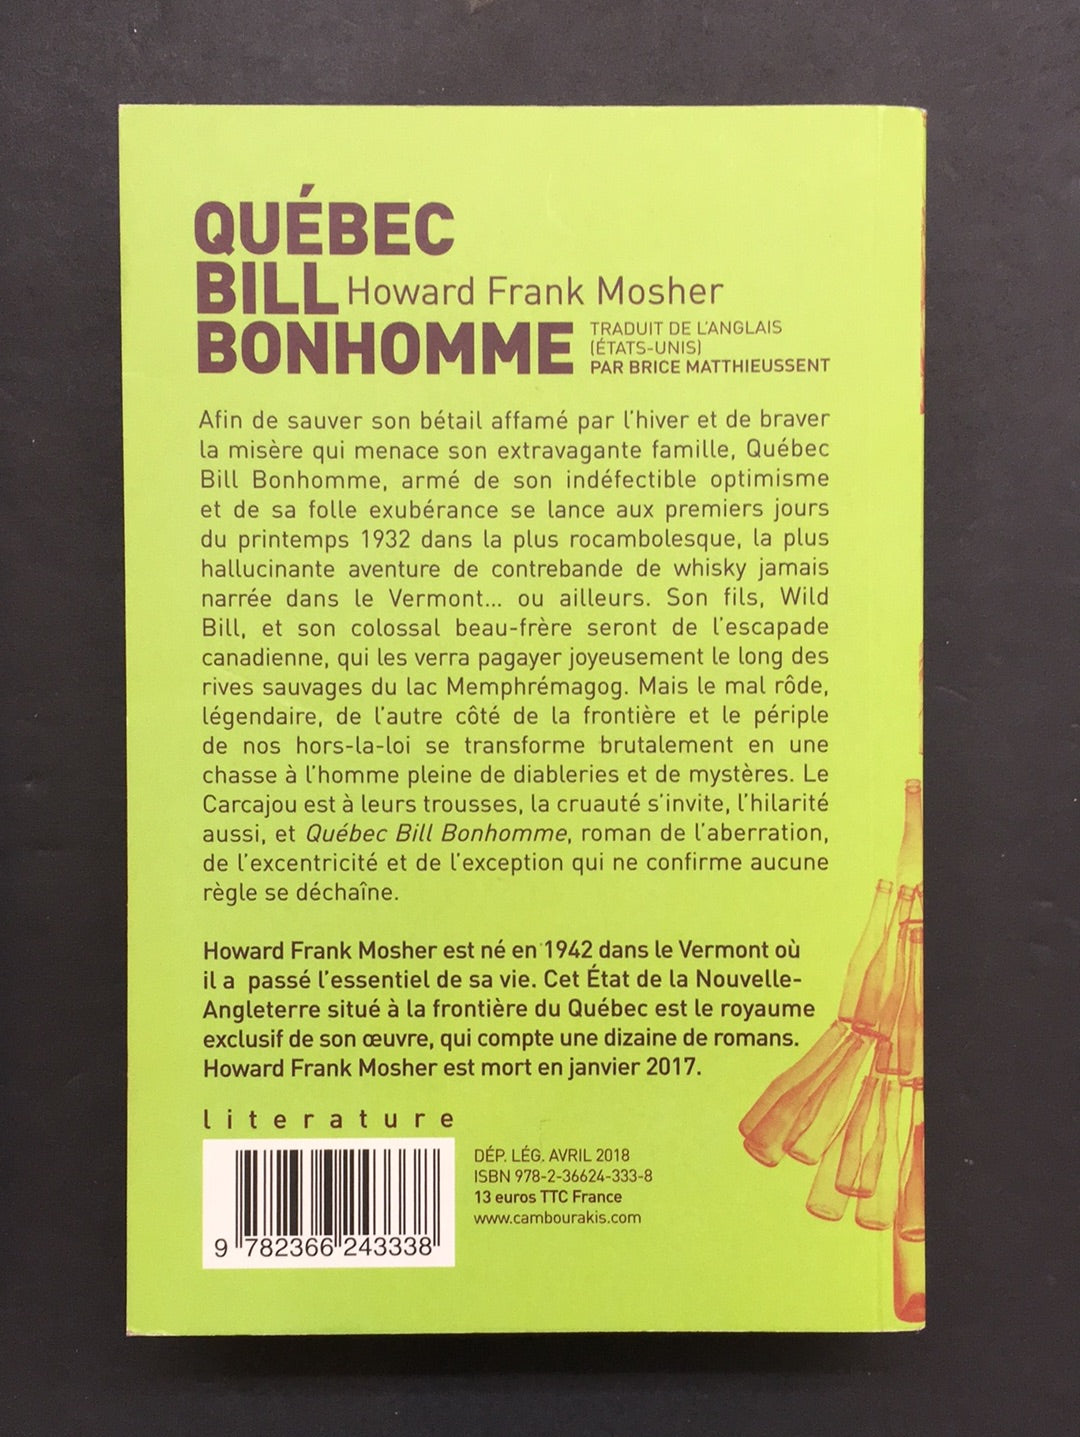 QUÉBEC
BILL Howard Frank Mosher
BONHOMME TRADUIT DE L'ANGLAIS
(ÉTATS-UNIS)
PAR BRICE MATTHIEUSSENT
Afin de sauver son bétail affamé par l'hiver et de braver
la misère qui menace son extravagante famille, Québec
Bill Bonhomme, armé de son indéfectible optimisme
et de sa folle exubérance se lance aux premiers jours
du printemps 1932 dans la plus rocambolesque, la plus
hallucinante aventure de contrebande de whisky jamais
narrée dans le Vermont... ou ailleurs. Son fils, Wild
Bill, et son colossal beau-frère seront de l'escapade
canadienne, qui les verra pagayer joyeusement le long des
rives sauvages du lac Memphrémagog. Mais le mal rôde,
légendaire, de l'autre côté de la frontière et le périple
de nos hors-la-loi se transforme brutalement en une
chasse à l'homme pleine de diableries et de mystères. Le
Carcajou est à leurs trousses, la cruauté s'invite, l'hilarité
aussi, et Québec Bill Bonhomme, roman de l'aberration,
de l'excentricité et de l'exception qui ne confirme aucune
règle se déchaîne.
Howard Frank Mosher est né en 1942 dans le Vermont où
il a passé l'essentiel de sa vie. Cet État de la Nouvelle-
Angleterre situé à la frontière du Québec est le royaume
exclusif de son œuvre, qui compte une dizaine de romans.
Howard Frank Mosher est mort en janvier 2017.
literature
DÉP. LÉG. AVRIL 2018
ISBN 978-2-36624-333-8
13 euros TTC France
www.cambourakis.com
9 782366 243338